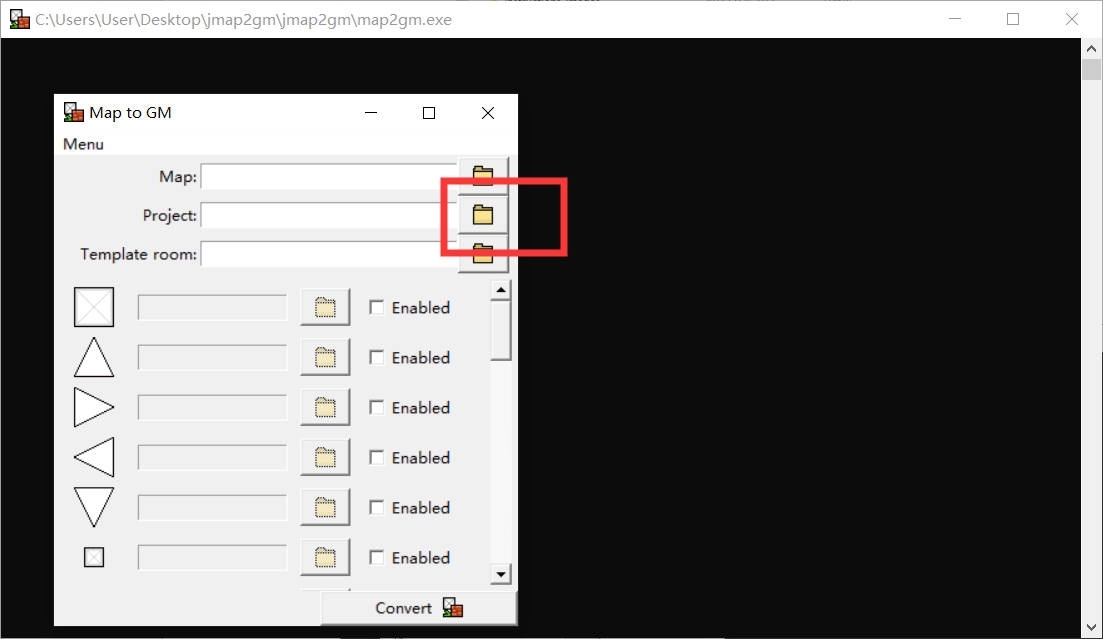 C:\Users\User\Desktop\jmap2gm\jmap2gm\map2gm.exe
Map to GM
Menu
Map:
Project:
Template room:
Enabled
Enabled
Enabled
Enabled
Enabled
Enabled
Convert